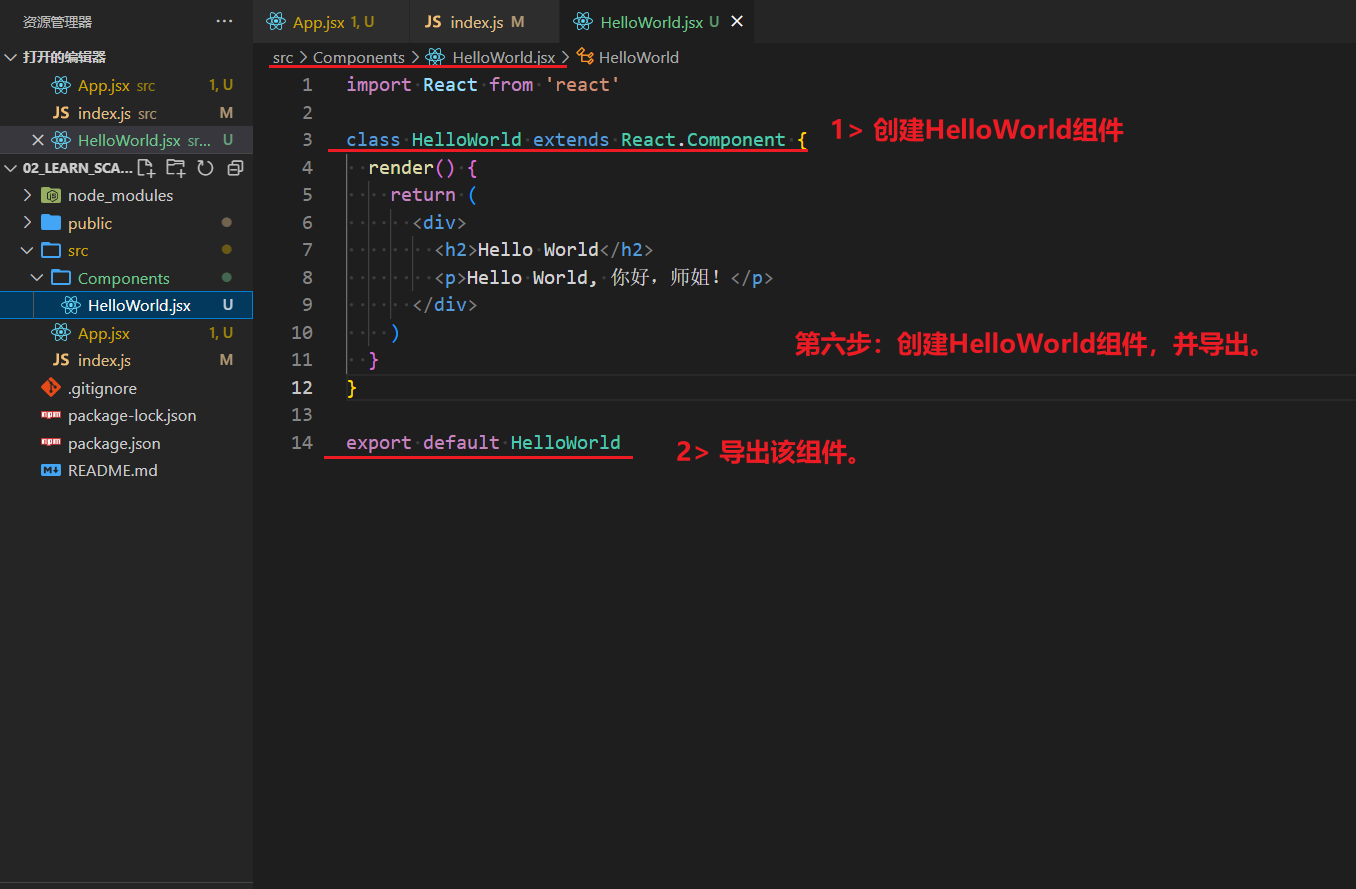 资源管理器 ···
打开的编辑器
App.jsx src 1, U
JS index.js src M
HelloWorld.jsx sr... U
02_LEARN_SCA...
node_modules
public
src
Components
HelloWorld.jsx U
App.jsx 1, U
JS index.js M
.gitignore
package-lock.json
package.json
README.md
App.jsx 1, U JS index.js M HelloWorld.jsx U
src > Components > HelloWorld.jsx > HelloWorld
1 import React from 'react'
2
3 class HelloWorld extends React.Component {
1> 创建HelloWorld组件
4 render() {
5 return (
6 <div>
7 <h2>Hello World</h2>
8 <p>Hello World, 你好，师姐！</p>
9 </div>
10 )
第六步：创建HelloWorld组件，并导出。
11 }
12 }
13
14 export default HelloWorld
2> 导出该组件。